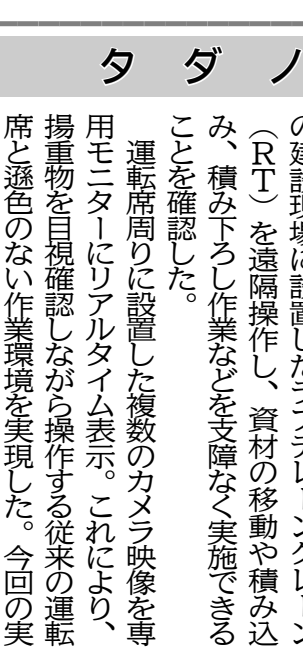 タダノ
の建設現場に設置したラフテレーンクレーン
（ＲＴ）を遠隔操作し、資材の移動や積み込
み、積み下ろし作業などを支障なく実施できる
ことを確認した。
運転席周りに設置した複数のカメラ映像を専
用モニターにリアルタイム表示。これにより、
揚重物を目視確認しながら操作する従来の運転
席と遜色のない作業環境を実現した。今回の実